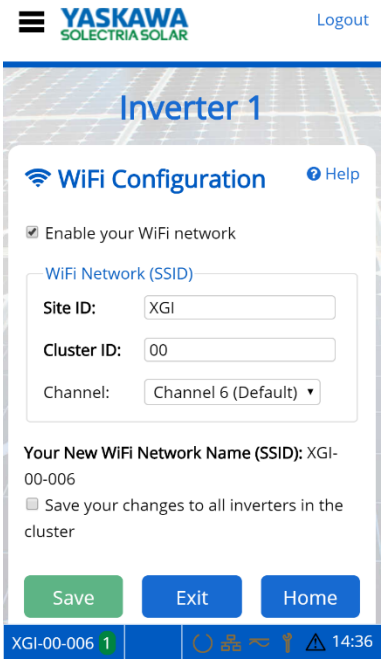 YASKAWA
SOLECTRIA SOLAR
Logout
Inverter 1
WiFi Configuration
Help
Enable your WiFi network
WiFi Network (SSID)
Site ID: XGI
Cluster ID: 00
Channel: Channel 6 (Default)
Your New WiFi Network Name (SSID): XGI-
00-006
Save your changes to all inverters in the
cluster
Save Exit Home
XGI-00-006 1 14:36